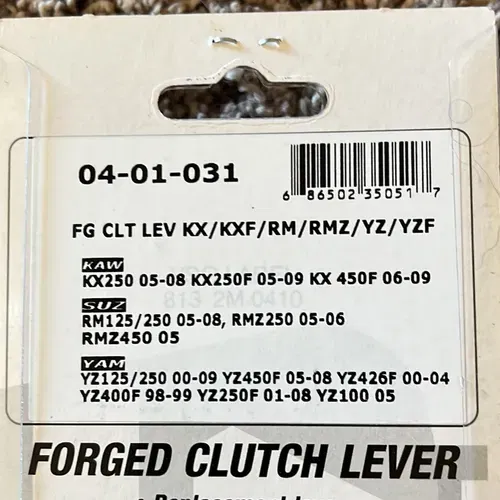 04-01-031
6 86502 35051 7
FG CLT LEV KX/KXF/RM/RMZ/YZ/YZF
KAW
KX250 05-08 KX250F 05-09 KX 450F 06-09
813 2M.0410
SUZ
RM125/250 05-08, RMZ250 05-06
RMZ450 05
YAM
YZ125/250 00-09 YZ450F 05-08 YZ426F 00-04
YZ400F 98-99 YZ250F 01-08 YZ100 05
FORGED CLUTCH LEVER